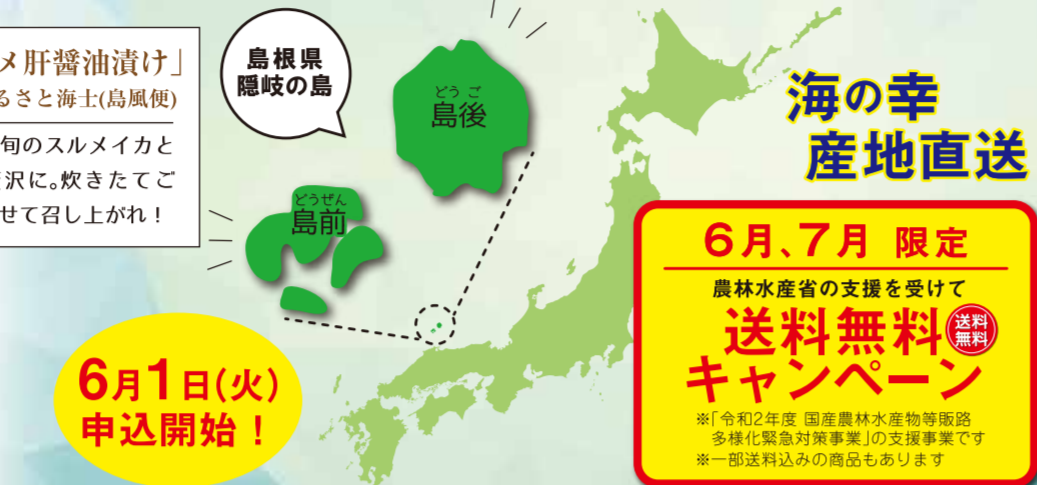 メ肝醤油漬け」
るさと海士(島風便)
旬のスルメイカと
沢に。炊きたてご
せて召し上がれ！
島根県
隠岐の島
どうご
島後
どうぜん
島前
海の幸
産地直送
6月1日(火)
申込開始！
6月、7月 限定
農林水産省の支援を受けて
送料無料
送料
無料
キャンペーン
※「令和2年度 国産農林水産物等販路
多様化緊急対策事業」の支援事業です
※一部送料込みの商品もあります